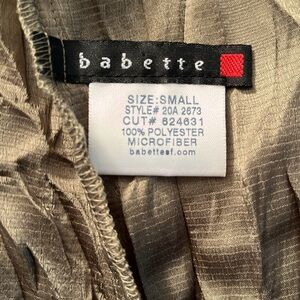 babette
SIZE:SMALL
STYLE# 20A 2673
CUT# 624631
100% POLYESTER
MICROFIBER
babettesf.com